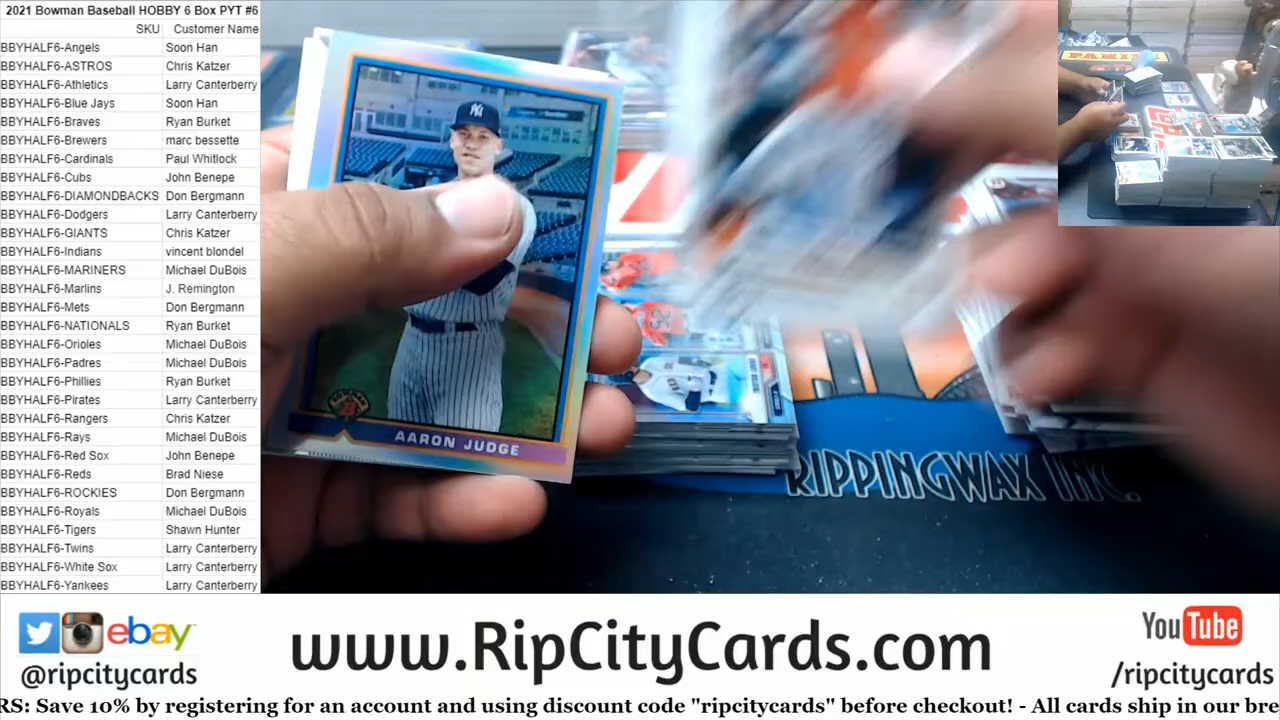 2021 Bowman Baseball HOBBY 6 Box PYT #6
SKU Customer Name
BBYHALF6-Angels Soon Han
BBYHALF6-ASTROS Chris Katzer
BBYHALF6-Athletics Larry Canterberry
BBYHALF6-Blue Jays Soon Han
BBYHALF6-Braves Ryan Burket
BBYHALF6-Brewers marc bessette
BBYHALF6-Cardinals Paul Whitlock
BBYHALF6-Cubs John Benepe
BBYHALF6-DIAMONDBACKS Don Bergmann
BBYHALF6-Dodgers Larry Canterberry
BBYHALF6-GIANTS Chris Katzer
BBYHALF6-Indians vincent blondel
BBYHALF6-MARINERS Michael DuBois
BBYHALF6-Marlins J. Remington
BBYHALF6-Mets Don Bergmann
BBYHALF6-NATIONALS Ryan Burket
BBYHALF6-Orioles Michael DuBois
BBYHALF6-Padres Michael DuBois
BBYHALF6-Phillies Ryan Burket
BBYHALF6-Pirates Larry Canterberry
BBYHALF6-Rangers Chris Katzer
BBYHALF6-Rays Michael DuBois
BBYHALF6-Red Sox John Benepe
BBYHALF6-Reds Brad Niese
BBYHALF6-ROCKIES Don Bergmann
BBYHALF6-Royals Michael DuBois
BBYHALF6-Tigers Shawn Hunter
BBYHALF6-Twins Larry Canterberry
BBYHALF6-White Sox Larry Canterberry
BBYHALF6-Yankees Larry Canterberry
PANINI
BOWMAN
AARON JUDGE
RIPPINGWAX INC.
ebay
@ripcitycards
www.RipCityCards.com
YouTube
/ripcitycards
RS: Save 10% by registering for an account and using discount code "ripcitycards" before checkout! - All cards ship in our bre